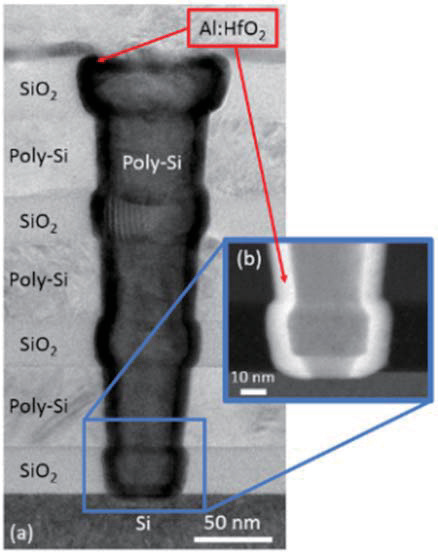 Al:HfO₂
SiO₂
Poly-Si
Poly-Si
SiO₂
Poly-Si
SiO₂
Poly-Si
SiO₂
(a)
Si
50 nm
(b)
10 nm